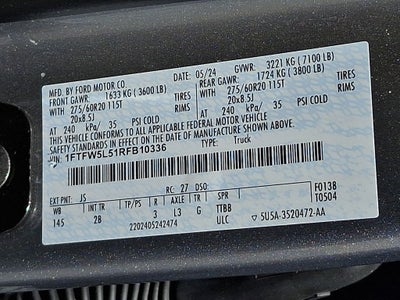 MFD. BY FORD MOTOR CO. 05/24 GVWR: 3221 KG ( 7100 LB)
FRONT GAWR: 1633 KG ( 3600 LB) REAR GAWR: 1724 KG ( 3800 LB)
WITH 275/60R20 115T TIRES WITH 275/60R20 115T TIRES
20x8.5J 20x8.5J
AT 240 kPa/ 35 PSI COLD AT 240 kPa/ 35 PSI COLD
THIS VEHICLE CONFORMS TO ALL APPLICABLE FEDERAL MOTOR VEHICLE
SAFETY STANDARDS IN EFFECT ON THE DATE OF MANUFACTURE SHOWN ABOVE.
VIN: 1FTFW5L51RFB10336 TYPE: Truck
EXT PNT: JS RC: 27 DSO: F0138
WB BRK INT TR TP/PS R AXLE TR SPR T0504
145 2B 3 L3 G TTBB
2202405242474 ULC ▽ 5U5A-3520472-AA